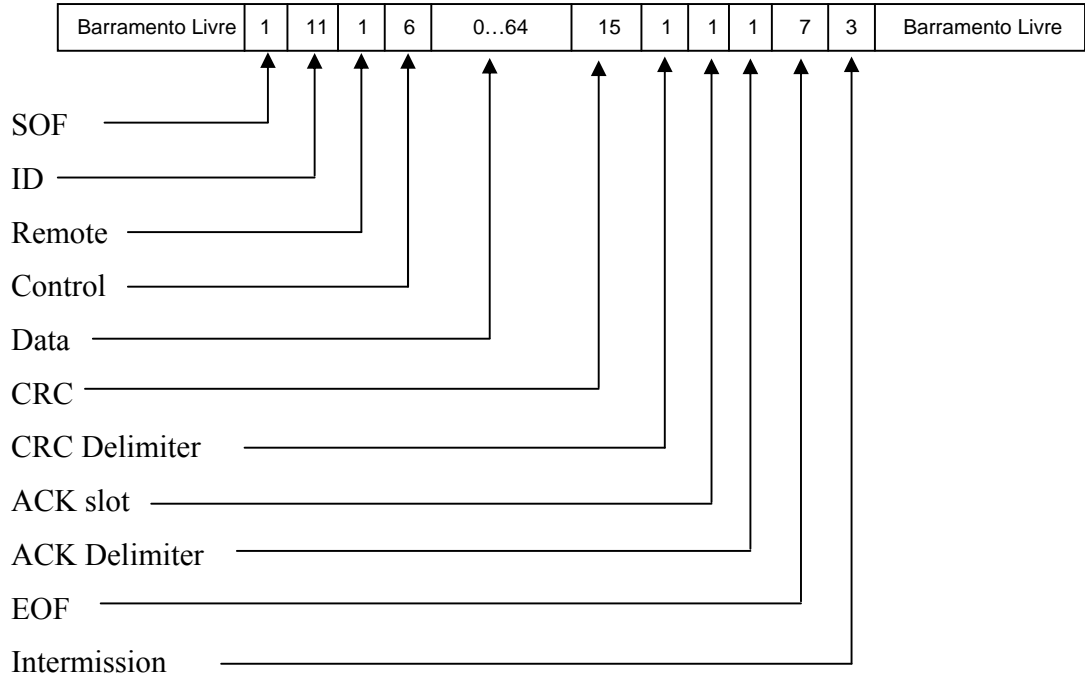 Barramento Livre 1 11 1 6 0...64 15 1 1 1 7 3 Barramento Livre
SOF
ID
Remote
Control
Data
CRC
CRC Delimiter
ACK slot
ACK Delimiter
EOF
Intermission